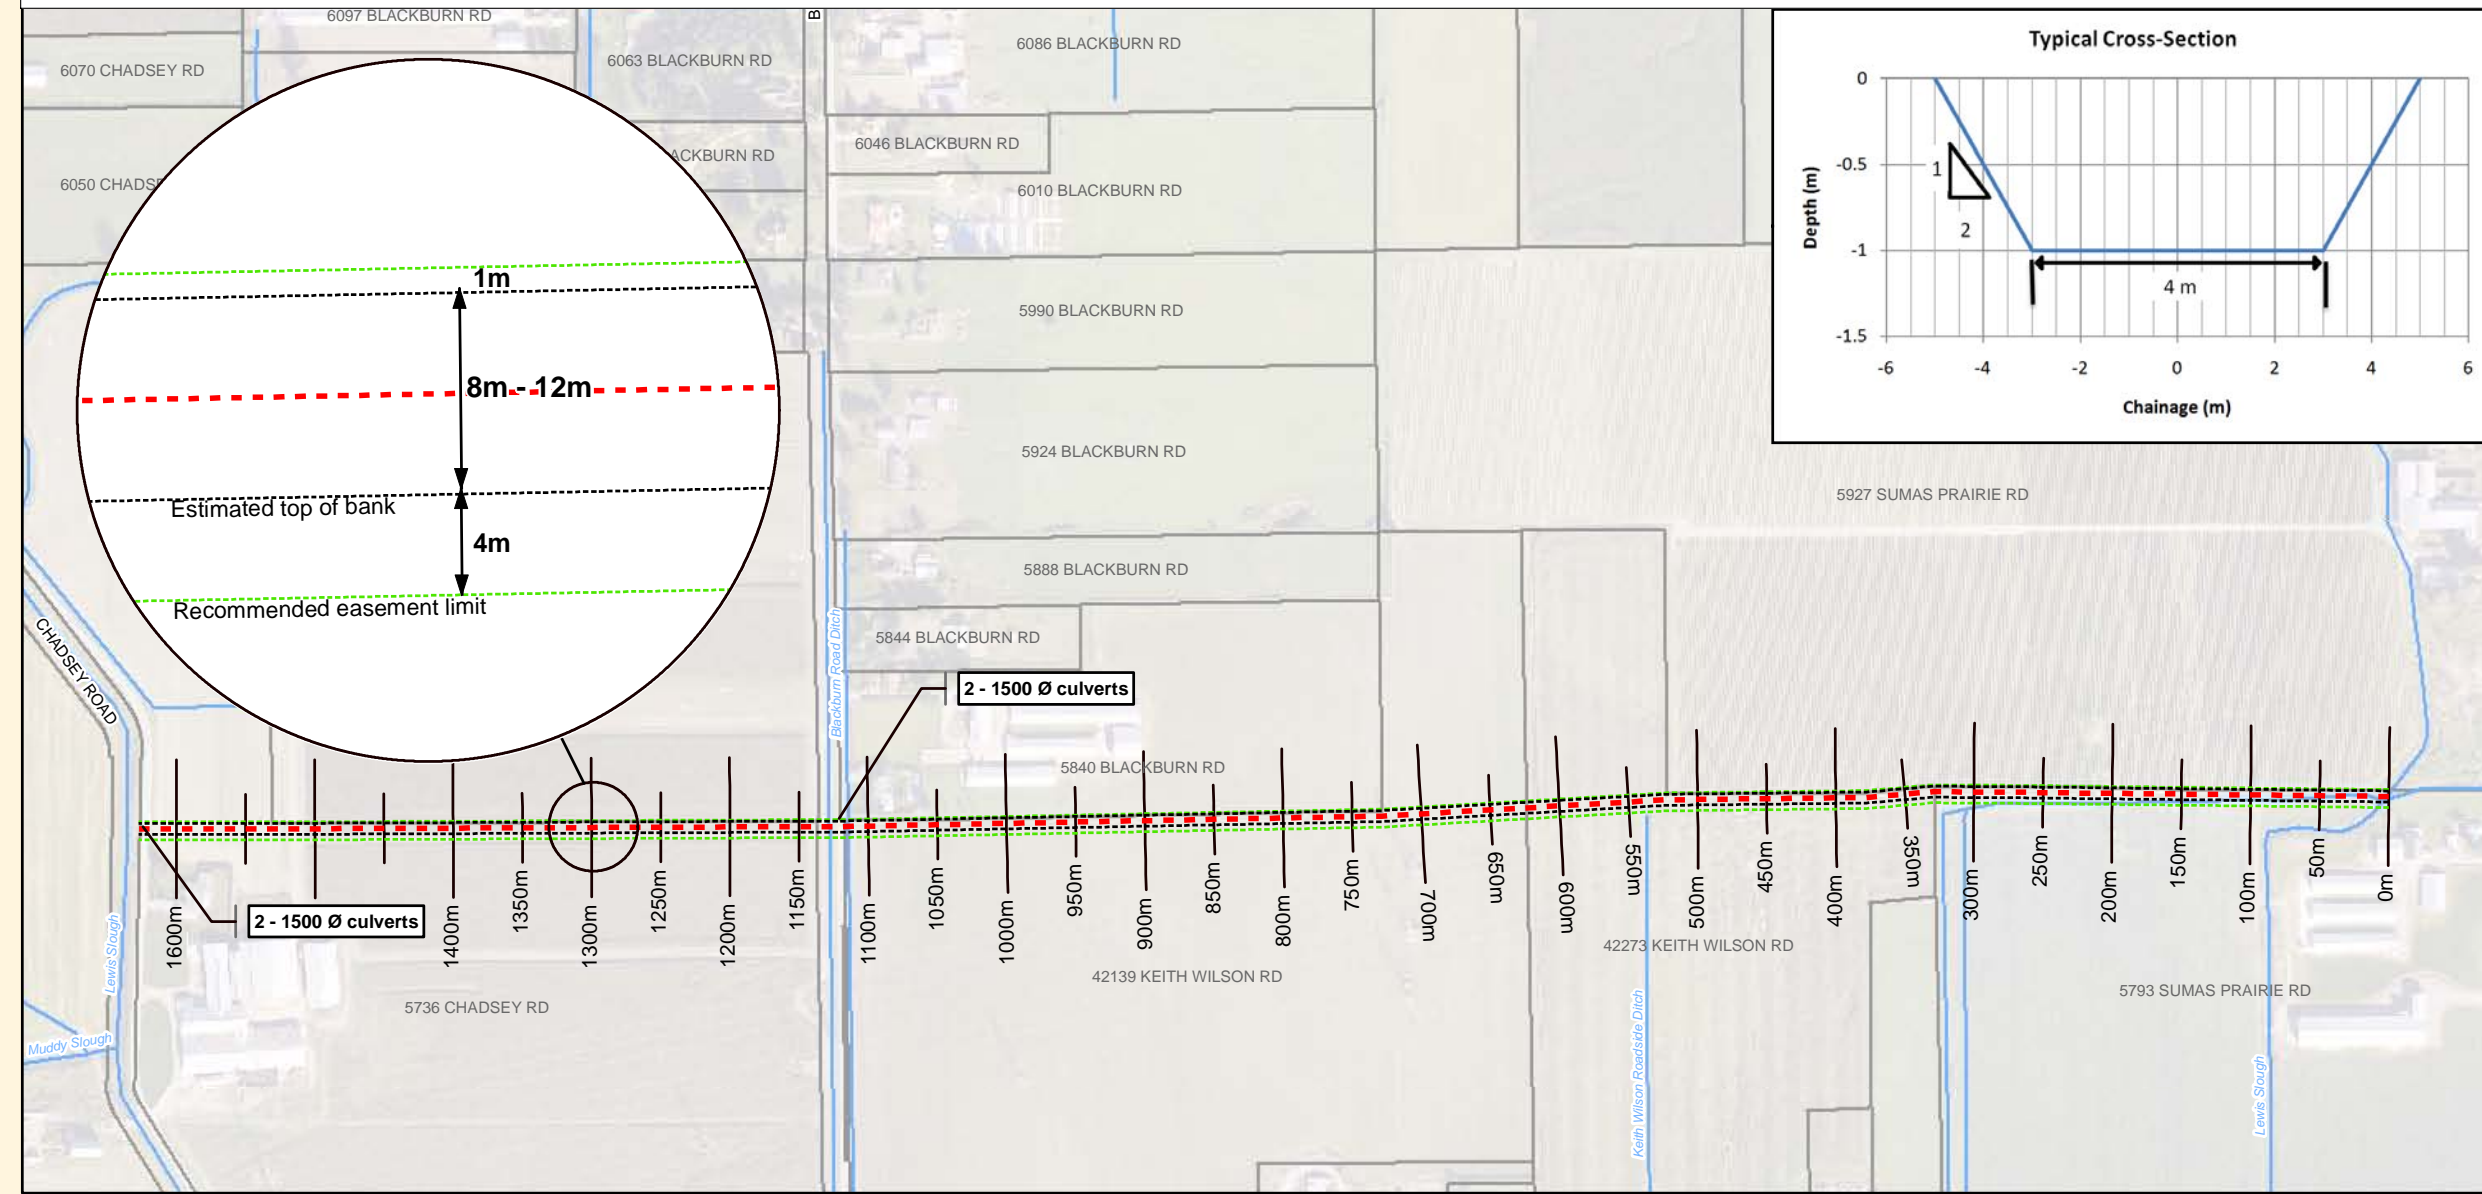 6097 BLACKBURN RD
B
6070 CHADSEY RD
6063 BLACKBURN RD
6086 BLACKBURN RD
6046 BLACKBURN RD
ACKBURN RD
6050 CHADSE
6010 BLACKBURN RD
5990 BLACKBURN RD
5924 BLACKBURN RD
5888 BLACKBURN RD
5844 BLACKBURN RD
5840 BLACKBURN RD
5927 SUMAS PRAIRIE RD
Typical Cross-Section
0
-0.5
-1
-1.5
Depth (m)
1
2
4 m
-6
-4
-2
0
2
4
6
Chainage (m)
1m
8m - 12m
Estimated top of bank
4m
Recommended easement limit
CHADSEY ROAD
Blackburn Road Ditch
2 - 1500 Ø culverts
2 - 1500 Ø culverts
1600m
1400m
1350m
1300m
1250m
1200m
1150m
1100m
1050m
1000m
950m
900m
850m
800m
750m
700m
650m
600m
550m
500m
450m
400m
350m
300m
250m
200m
150m
100m
50m
0m
Lewis Slough
Muddy Slough
5736 CHADSEY RD
42139 KEITH WILSON RD
42273 KEITH WILSON RD
5793 SUMAS PRAIRIE RD
Keith Wilson Roadside Ditch
Lewis Slough